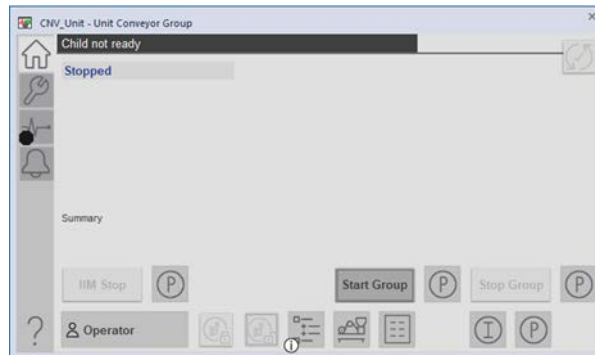 CNV_Unit - Unit Conveyor Group
Child not ready
Stopped
Summary
IIM Stop P Start Group P Stop Group P
? Operator i I P